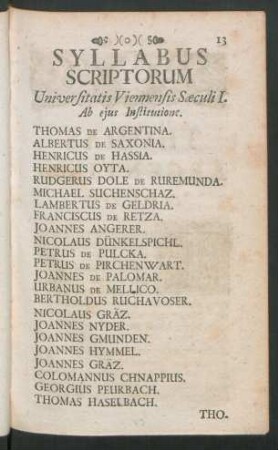 13
SYLLABUS
SCRIPTORUM
Universitatis Viennensis Sæculi I.
Ab ejus Institutione.
THOMAS DE ARGENTINA.
ALBERTUS DE SAXONIA.
HENRICUS DE HASSIA.
HENRICUS OYTA.
RUDGERUS DOLE DE RUREMUNDA.
MICHAEL SUCHENSCHAZ.
LAMBERTUS DE GELDRIA.
FRANCISCUS DE RETZA.
JOANNES ANGERER.
NICOLAUS DÜNKELSPICHL.
PETRUS DE PULCKA.
PETRUS DE PIRCHENWART.
JOANNES DE PALOMAR.
URBANUS DE MELLICO.
BERTHOLDUS RUCHAVOSER.
NICOLAUS GRÄZ.
JOANNES NYDER.
JOANNES GMUNDEN.
JOANNES HYMMEL.
JOANNES GRÄZ.
COLOMANNUS CHNAPPIUS.
GEORGIUS PEURBACH.
THOMAS HASELBACH.
THO-